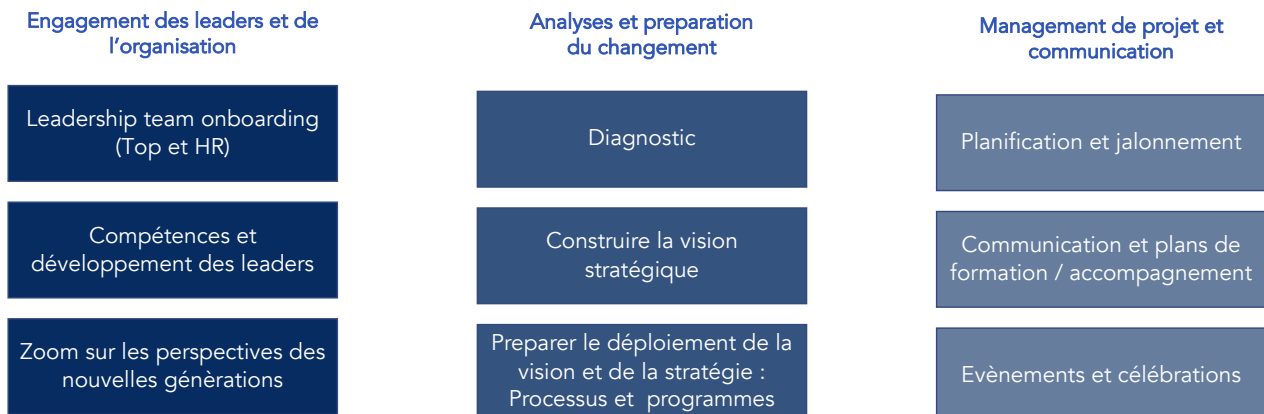 Engagement des leaders et de
l'organisation
Leadership team onboarding
(Top et HR)
Compétences et
développement des leaders
Zoom sur les perspectives des
nouvelles génèrations
Analyses et preparation
du changement
Diagnostic
Construire la vision
stratégique
Preparer le déploiement de la
vision et de la stratégie :
Processus et programmes
Management de projet et
communication
Planification et jalonnement
Communication et plans de
formation / accompagnement
Evènements et célébrations